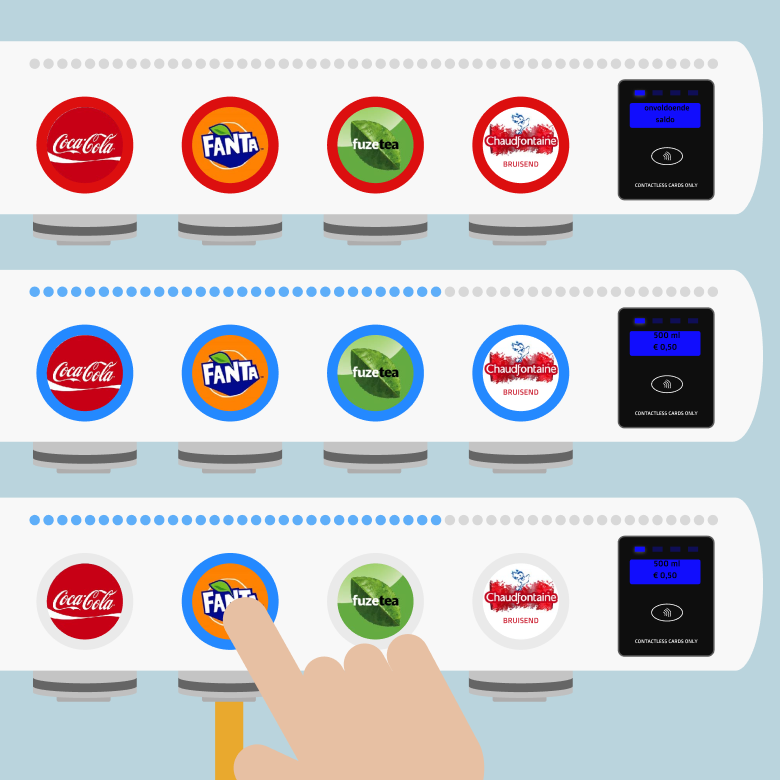 Coca-Cola
FANTA
fuzetea
Chaudfontaine
BRUISEND
onvoldoende
saldo
CONTACTLESS CARDS ONLY
Coca-Cola
FANTA
fuzetea
Chaudfontaine
BRUISEND
500 ml
€ 0,50
CONTACTLESS CARDS ONLY
Coca-Cola
FANT
fuzetea
Chaudfontaine
BRUISEND
500 ml
€ 0,50
CONTACTLESS CARDS ONLY